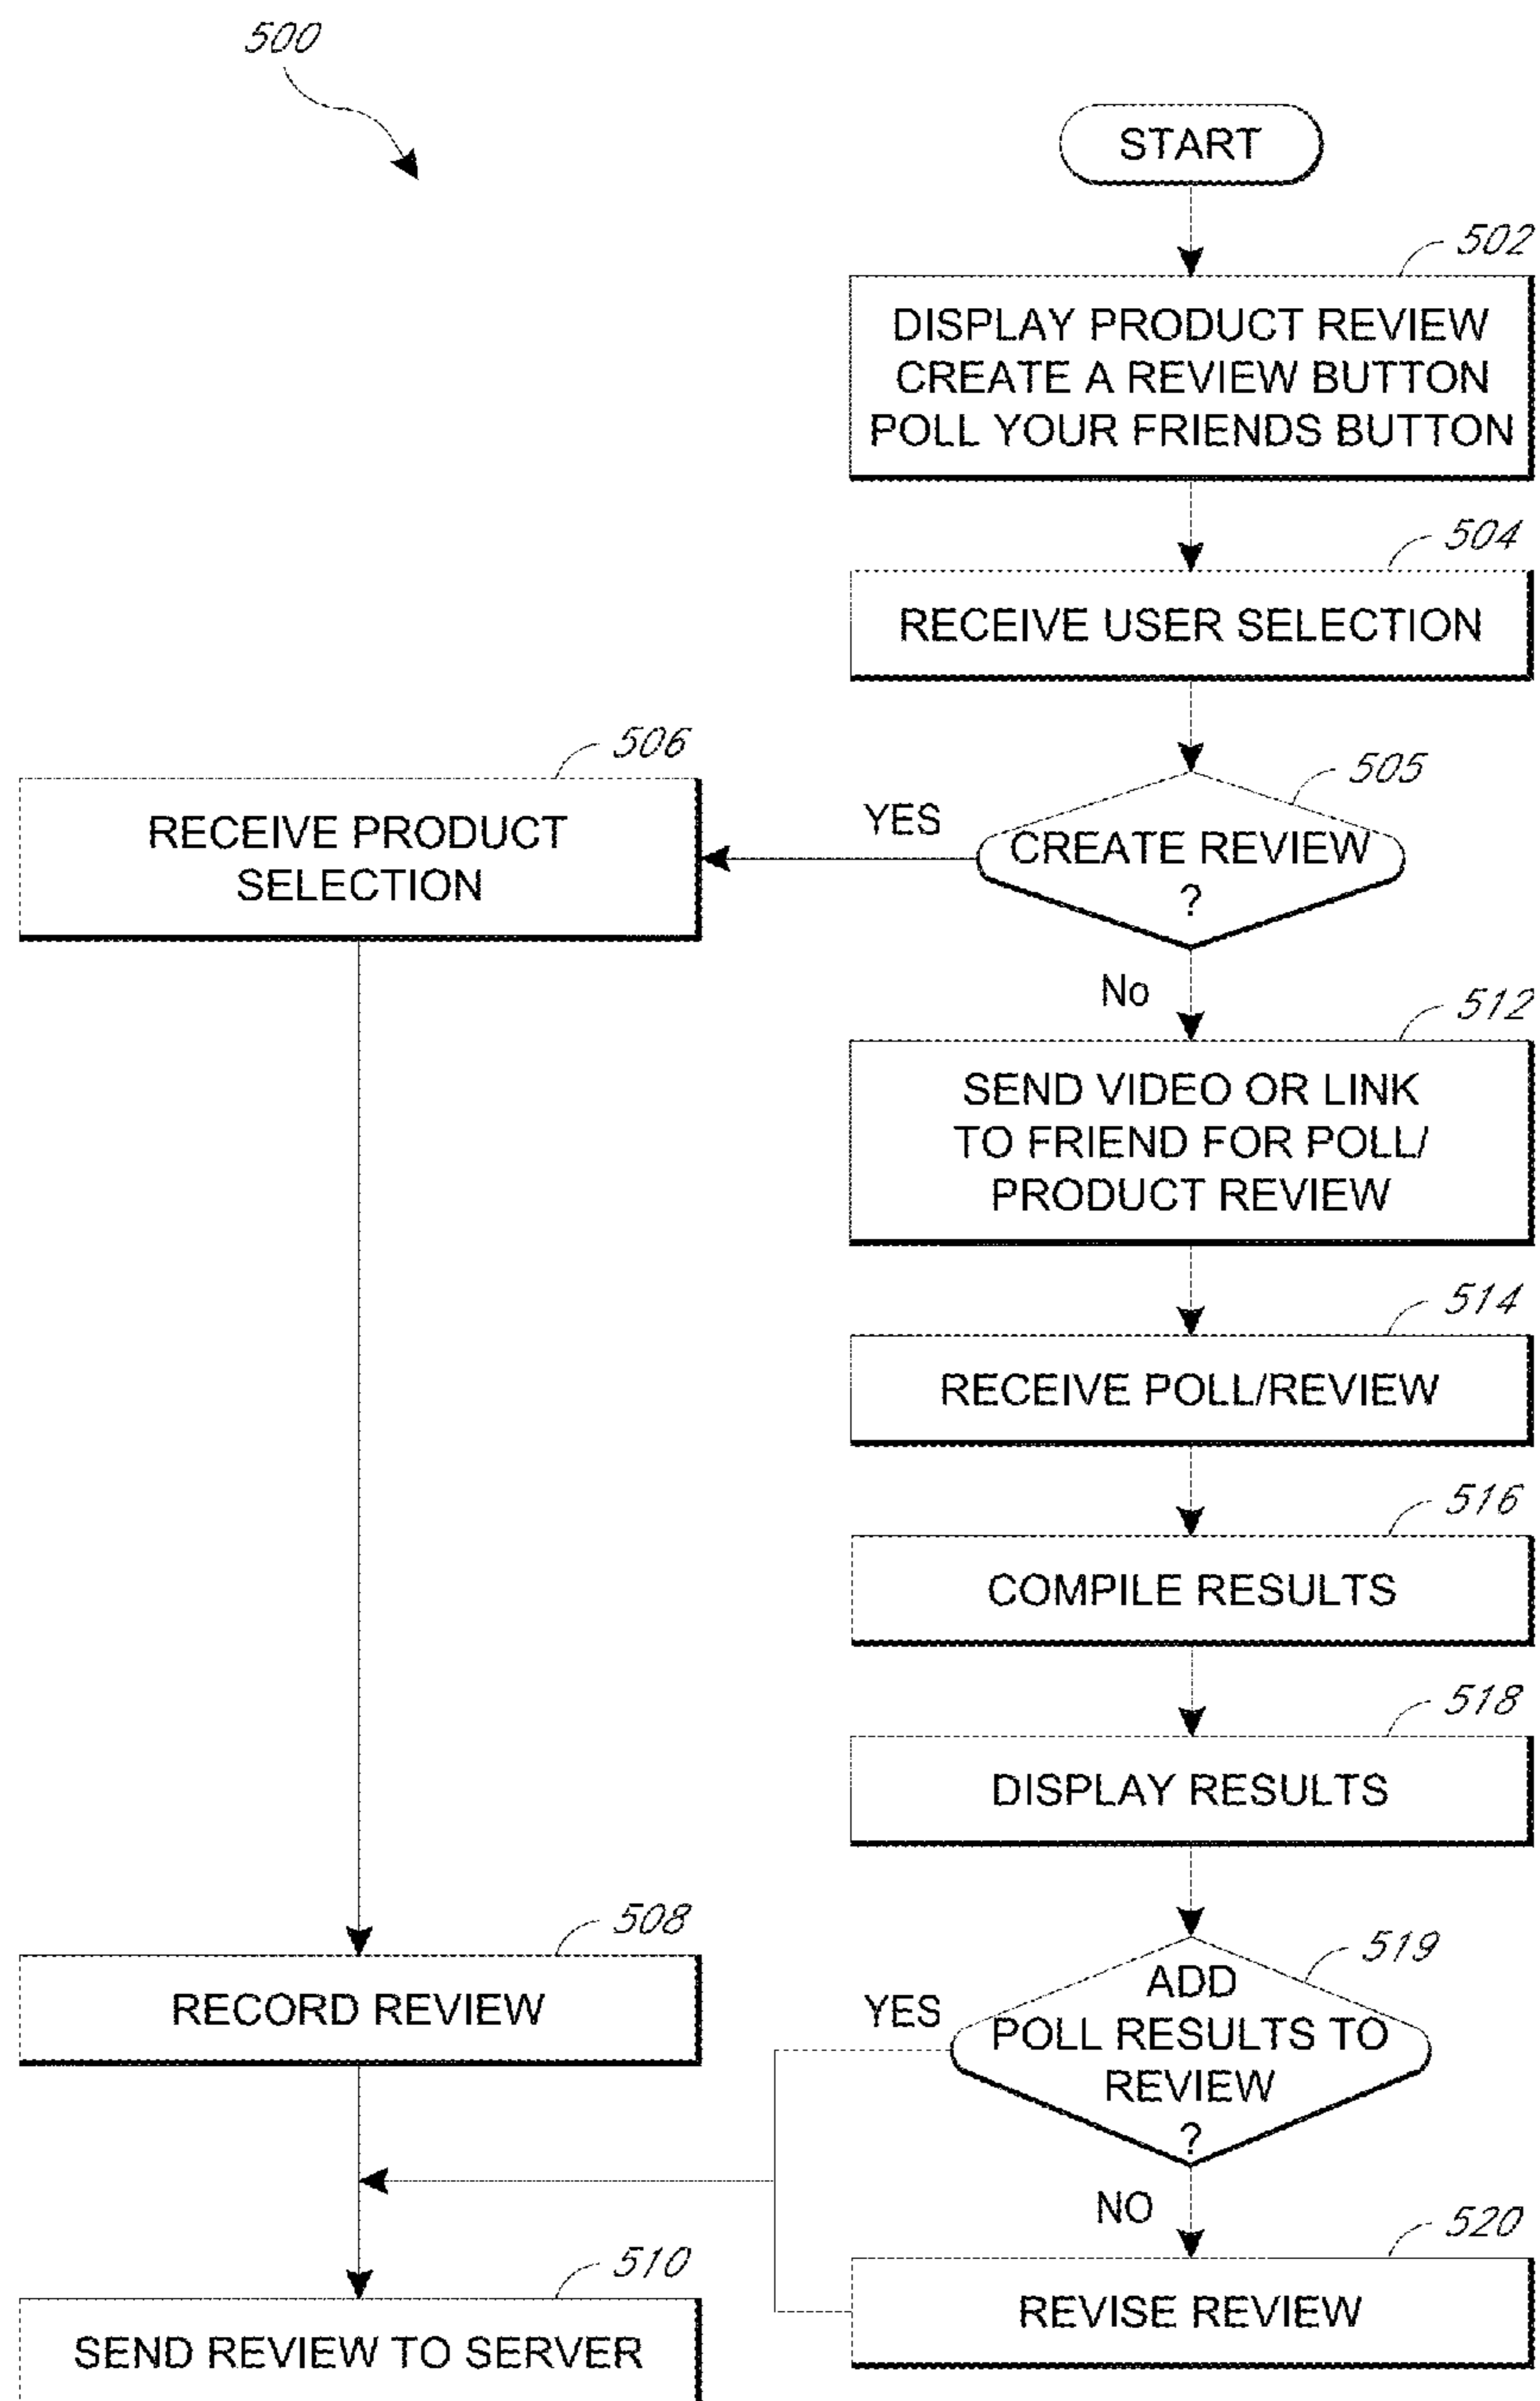 500
START
502
DISPLAY PRODUCT REVIEW
CREATE A REVIEW BUTTON
POLL YOUR FRIENDS BUTTON
504
RECEIVE USER SELECTION
505
CREATE REVIEW
?
YES
506
RECEIVE PRODUCT
SELECTION
No
512
SEND VIDEO OR LINK
TO FRIEND FOR POLL/
PRODUCT REVIEW
514
RECEIVE POLL/REVIEW
516
COMPILE RESULTS
518
DISPLAY RESULTS
508
RECORD REVIEW
519
ADD
POLL RESULTS TO
REVIEW
?
YES
NO
520
REVISE REVIEW
510
SEND REVIEW TO SERVER